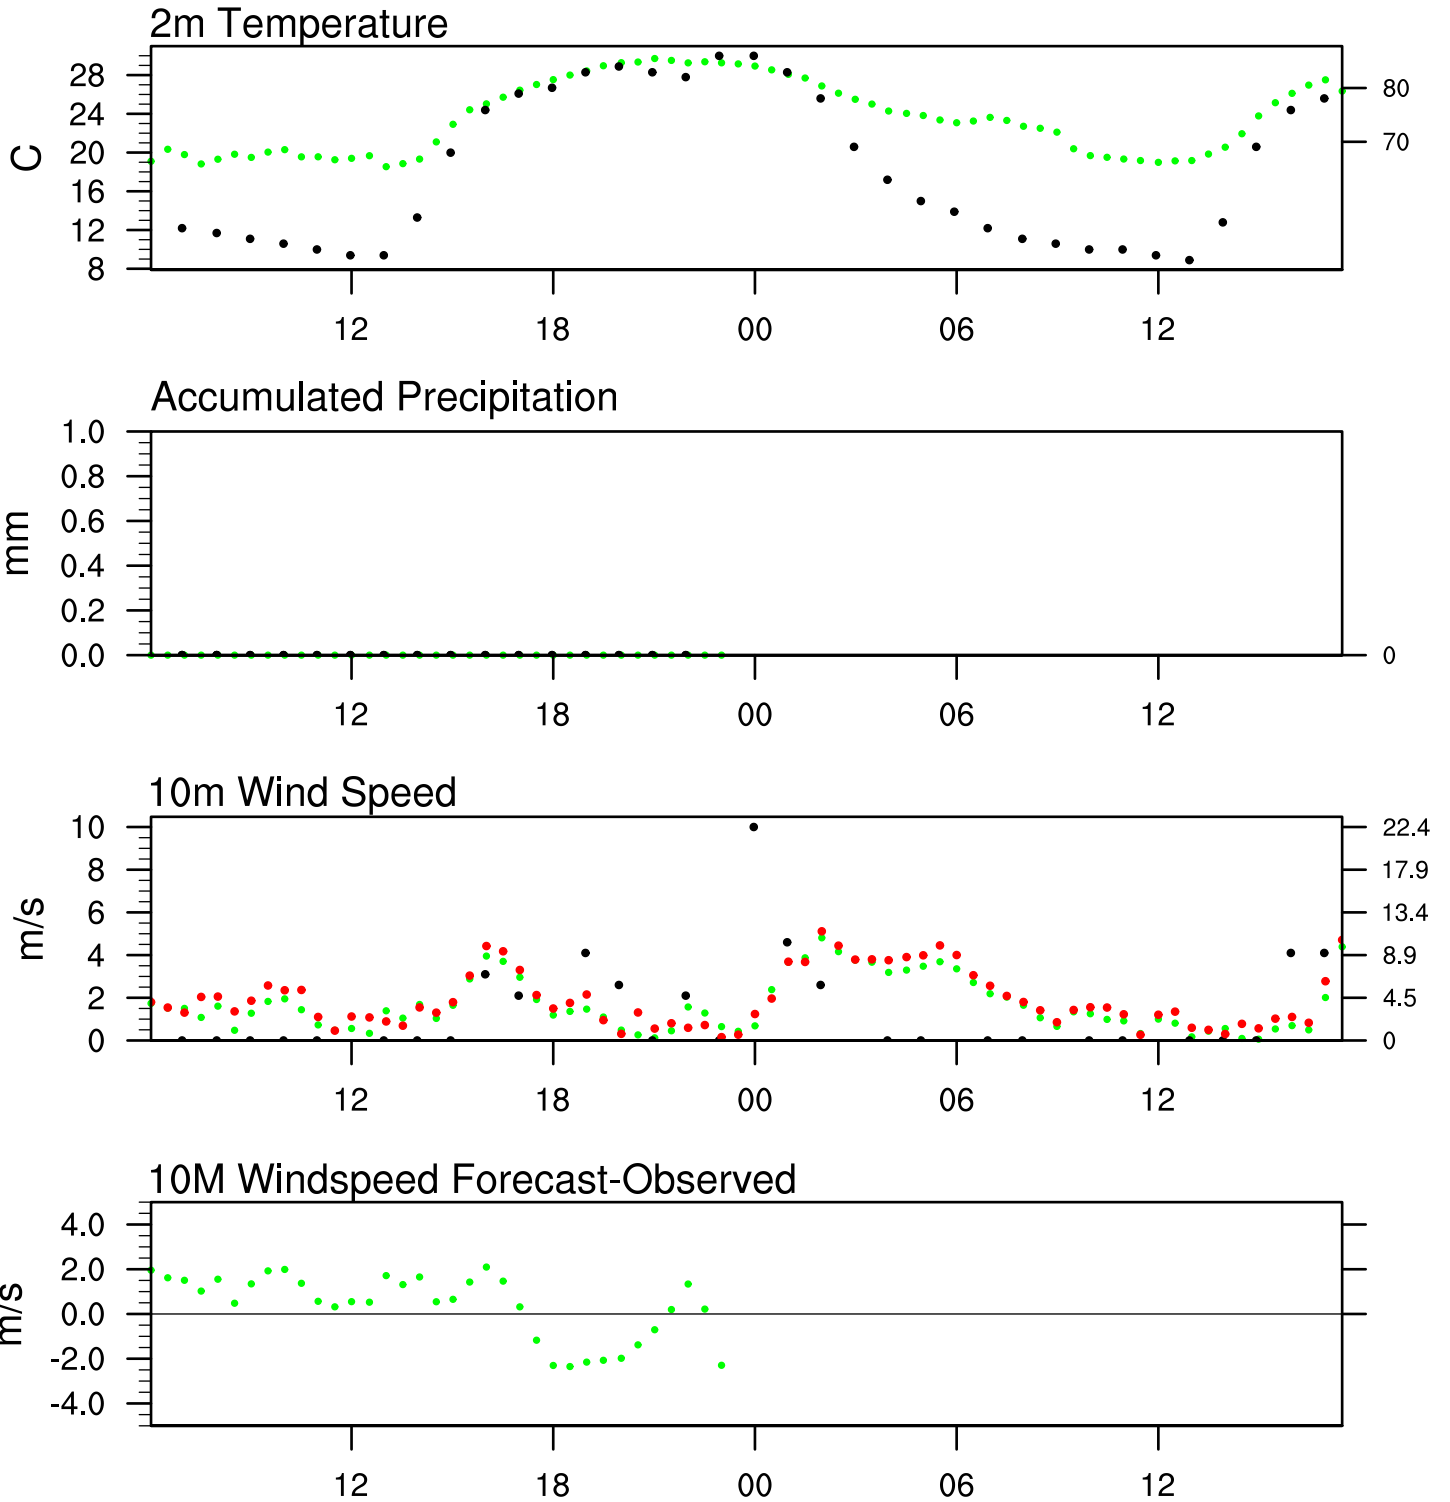 2m Temperature
28
24
20
16
12
8
C
80
70
12 18 00 06 12
Accumulated Precipitation
1.0
0.8
0.6
0.4
0.2
0.0
mm
0
12 18 00 06 12
10m Wind Speed
10
8
6
4
2
0
m/s
22.4
17.9
13.4
8.9
4.5
0
12 18 00 06 12
10M Windspeed Forecast-Observed
4.0
2.0
0.0
-2.0
-4.0
m/s
12 18 00 06 12